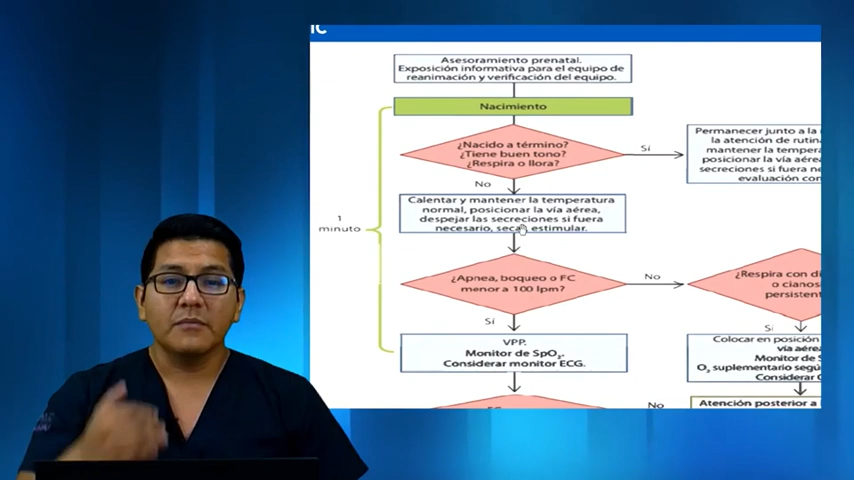 IC
Asesoramiento prenatal.
Exposición informativa para el equipo de
reanimación y verificación del equipo.
Nacimiento
¿Nacido a término?
¿Tiene buen tono?
¿Respira o llora?
Sí
Permanecer junto a la
la atención de rutin
mantener la tempera
posicionar la vía aérea
secreciones si fuera ne
evaluación con
No
Calentar y mantener la temperatura
normal, posicionar la vía aérea,
despejar las secreciones si fuera
necesario, secar, estimular.
1
minuto
¿Apnea, boqueo o FC
menor a 100 lpm?
No
¿Respira con di
o cianos
persistent
Sí
Sí
VPP.
Monitor de SpO₂.
Considerar monitor ECG.
Colocar en posición
vía aérea
Monitor de S
O₂ suplementario segú
Considerar
No
Atención posterior a